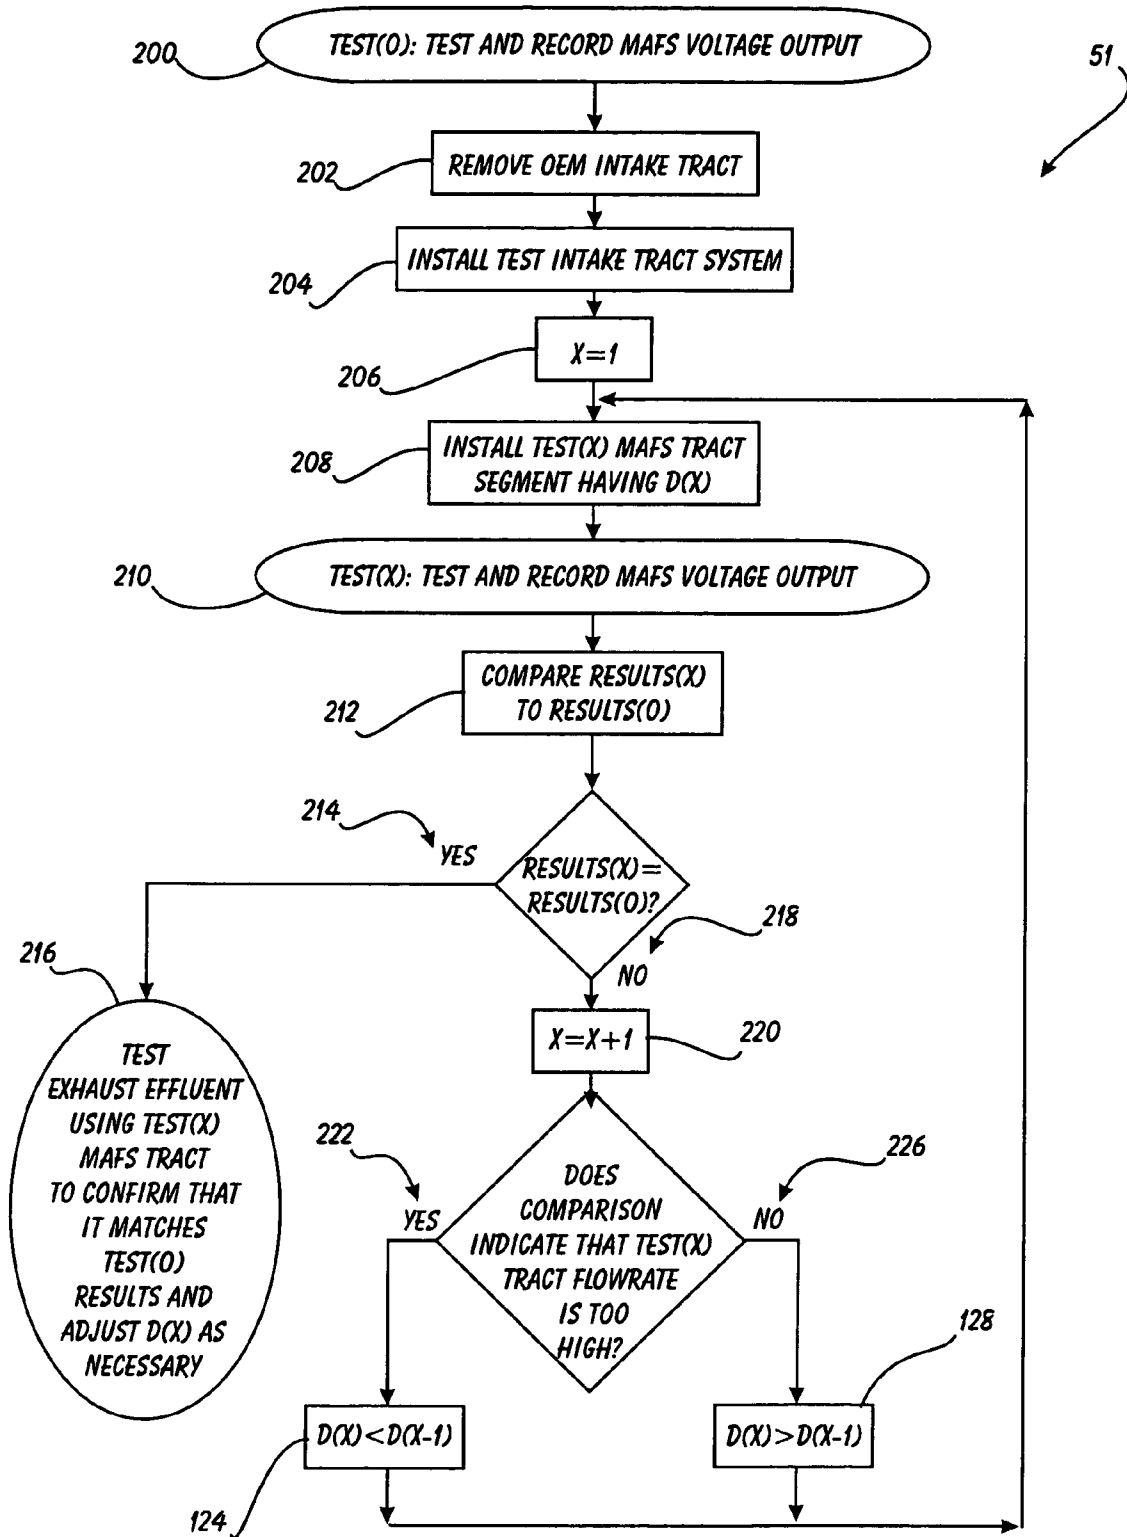 200
TEST(0): TEST AND RECORD MAFS VOLTAGE OUTPUT
51
202
REMOVE OEM INTAKE TRACT
204
INSTALL TEST INTAKE TRACT SYSTEM
206
X=1
208
INSTALL TEST(X) MAFS TRACT
SEGMENT HAVING D(X)
210
TEST(X): TEST AND RECORD MAFS VOLTAGE OUTPUT
212
COMPARE RESULTS(X)
TO RESULTS(0)
214
YES
RESULTS(X)=
RESULTS(0)?
218
NO
216
TEST
EXHAUST EFFLUENT
USING TEST(X)
MAFS TRACT
TO CONFIRM THAT
IT MATCHES
TEST(0)
RESULTS AND
ADJUST D(X) AS
NECESSARY
X=X+1
220
222
YES
DOES
COMPARISON
INDICATE THAT TEST(X)
TRACT FLOWRATE
IS TOO
HIGH?
226
NO
128
D(X)<D(X-1)
D(X)>D(X-1)
124